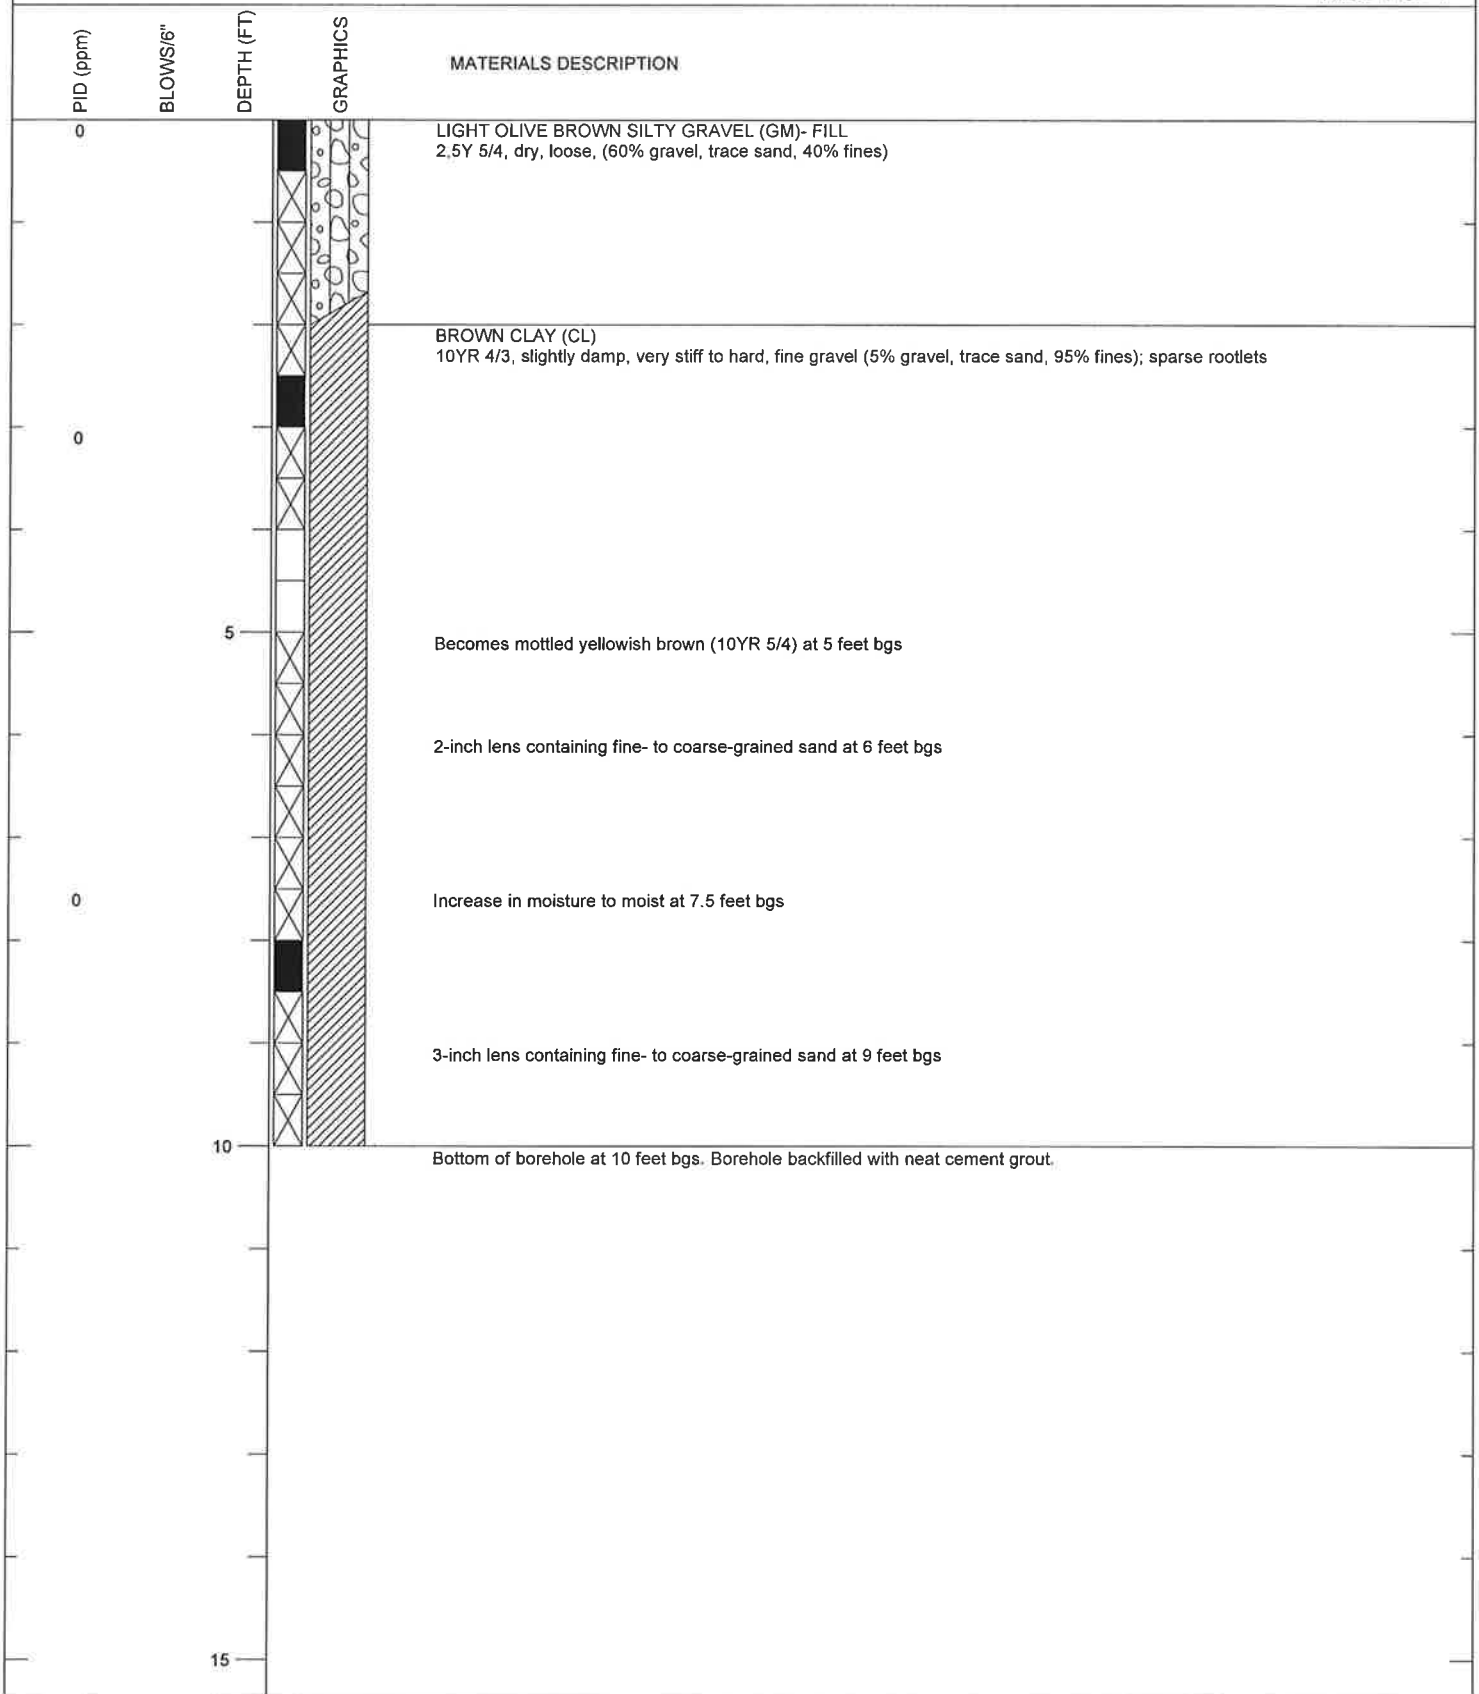 PID (ppm)
BLOWS/6"
DEPTH (FT)
GRAPHICS
MATERIALS DESCRIPTION
0
LIGHT OLIVE BROWN SILTY GRAVEL (GM)- FILL
2.5Y 5/4, dry, loose, (60% gravel, trace sand, 40% fines)
BROWN CLAY (CL)
10YR 4/3, slightly damp, very stiff to hard, fine gravel (5% gravel, trace sand, 95% fines); sparse rootlets
0
5
Becomes mottled yellowish brown (10YR 5/4) at 5 feet bgs
2-inch lens containing fine- to coarse-grained sand at 6 feet bgs
0
Increase in moisture to moist at 7.5 feet bgs
3-inch lens containing fine- to coarse-grained sand at 9 feet bgs
10
Bottom of borehole at 10 feet bgs. Borehole backfilled with neat cement grout.
15